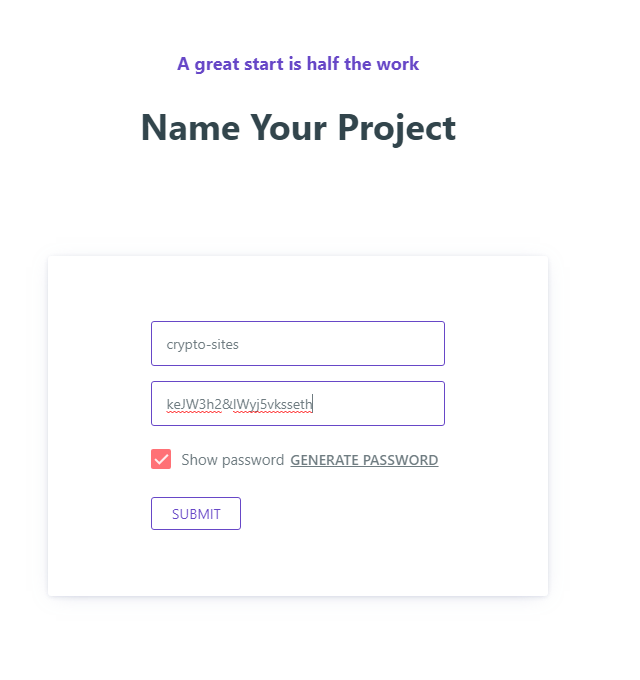 A great start is half the work
Name Your Project
crypto-sites
keJW3h2&IWyj5vksseth
Show password GENERATE PASSWORD
SUBMIT